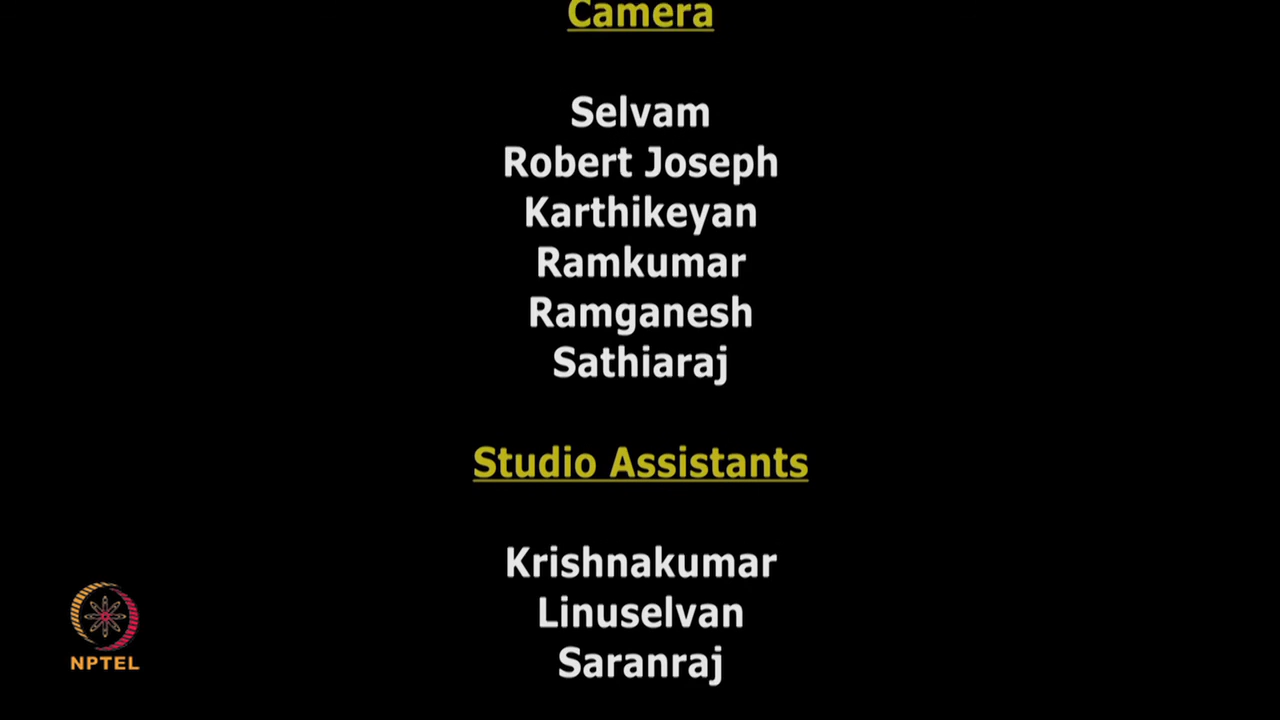 Camera
Selvam
Robert Joseph
Karthikeyan
Ramkumar
Ramganesh
Sathiaraj
Studio Assistants
Krishnakumar
Linuselvan
Saranraj
NPTEL